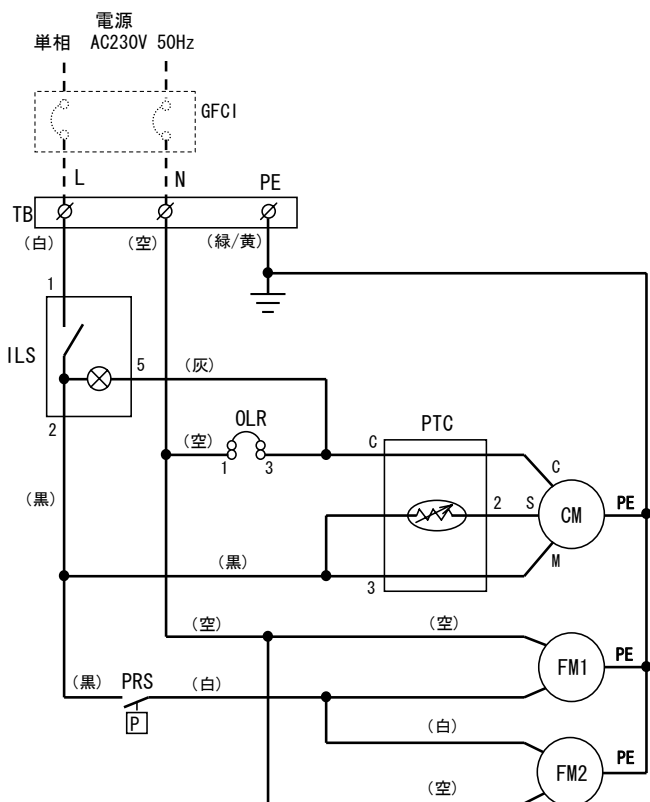 電源
単相 AC230V 50Hz
GFCI
L N PE
TB
(白) (空) (緑/黄)
1
ILS
5 (灰)
2
OLR
(空)
1 3
PTC
C
C
2 S CM PE
M
(黒)
(黒)
3
(空) (空)
FM1 PE
(黒) PRS (白)
P
(白)
FM2 PE
(空)